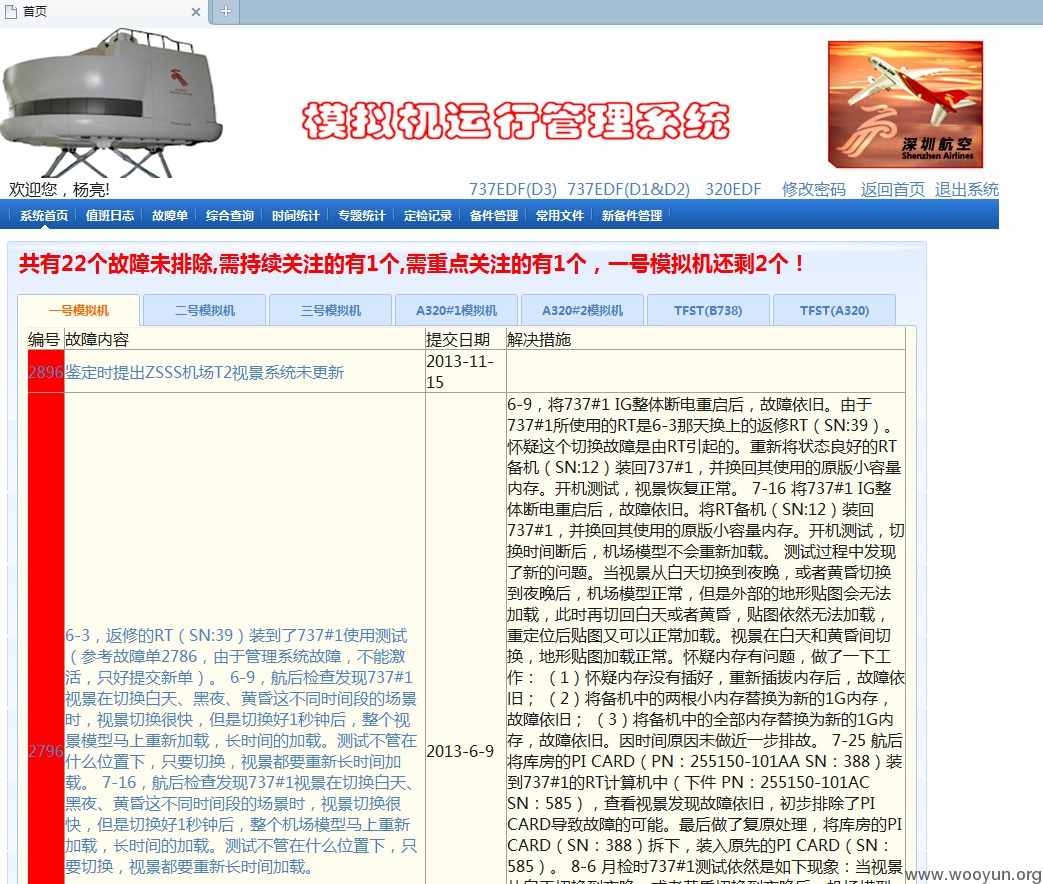 首页
模拟机运行管理系统
深圳航空
Shenzhen Airlines
欢迎您，杨亮!
737EDF(D3) 737EDF(D1&D2) 320EDF 修改密码 返回首页 退出系统
系统首页 值班日志 故障单 综合查询 时间统计 专题统计 定检记录 备件管理 常用文件 新备件管理
共有22个故障未排除,需持续关注的有1个,需重点关注的有1个，一号模拟机还剩2个！
一号模拟机 二号模拟机 三号模拟机 A320#1模拟机 A320#2模拟机 TFST(B738) TFST(A320)
编号 故障内容 提交日期 解决措施
2896 鉴定时提出ZSSS机场T2视景系统未更新
2013-11-
15
2796
6-3，返修的RT（SN:39）装到了737#1使用测试
（参考故障单2786，由于管理系统故障，不能激
活，只好提交新单）。 6-9，航后检查发现737#1
视景在切换白天、黑夜、黄昏这不同时间段的场景
时，视景切换很快，但是切换好1秒钟后，整个视
景模型马上重新加载，长时间的加载。测试不管在
什么位置下，只要切换，视景都要重新长时间加
载。 7-16，航后检查发现737#1视景在切换白天、
黑夜、黄昏这不同时间段的场景时，视景切换很
快，但是切换好1秒钟后，整个机场模型马上重新
加载，长时间的加载。测试不管在什么位置下，只
要切换，视景都要重新长时间加载。
2013-6-9
6-9，将737#1 IG整体断电重启后，故障依旧。由于
737#1所使用的RT是6-3那天换上的返修RT（SN:39）。
怀疑这个切换故障是由RT引起的。重新将状态良好的RT
备机（SN:12）装回737#1，并换回其使用的原版小容量
内存。开机测试，视景恢复正常。 7-16 将737#1 IG整
体断电重启后，故障依旧。将RT备机（SN:12）装回
737#1，并换回其使用的原版小容量内存。开机测试，切
换时间断后，机场模型不会重新加载。 测试过程中发现
了新的问题。当视景从白天切换到夜晚，或者黄昏切换
到夜晚后，机场模型正常，但是外部的地形贴图会无法
加载，此时再切回白天或者黄昏，贴图依然无法加载，
重定位后贴图又可以正常加载。视景在白天和黄昏间切
换，地形贴图加载正常。怀疑内存有问题，做了一下工
作： （1）怀疑内存没有插好，重新插拔内存后，故障依
旧； （2）将备机中的两根小内存替换为新的1G内存，
故障依旧； （3）将备机中的全部内存替换为新的1G内
存，故障依旧。因时间原因未做近一步排故。 7-25 航后
将库房的PI CARD（PN：255150-101AA SN：388）装
到737#1的RT计算机中（下件 PN：255150-101AC
SN：585），查看视景发现故障依旧，初步排除了PI
CARD导致故障的可能。最后做了复原处理，将库房的PI
CARD（SN：388）拆下，装入原先的PI CARD（SN：
585）。 8-6 月检时737#1测试依然是如下现象：当视景
www.wooyun.org